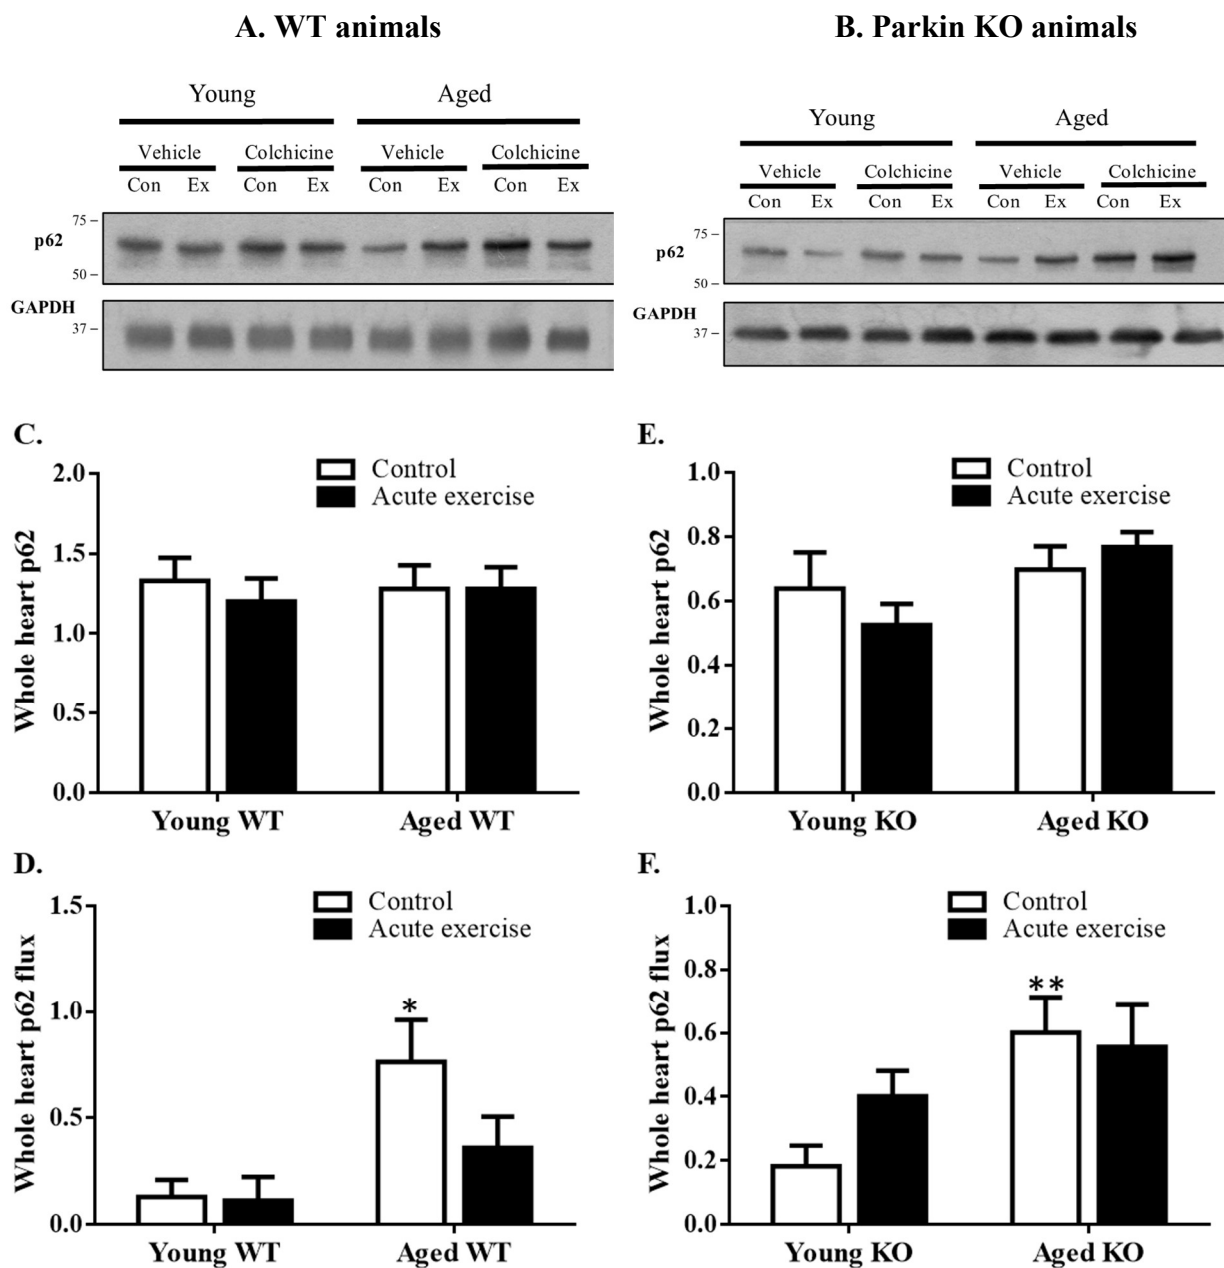 A. WT animals
Young Aged
Vehicle Colchicine Vehicle Colchicine
Con Ex Con Ex Con Ex Con Ex
75 –
p62
50 –
GAPDH
37 –
B. Parkin KO animals
Young Aged
Vehicle Colchicine Vehicle Colchicine
Con Ex Con Ex Con Ex Con Ex
75 –
p62
50 –
GAPDH
37 –
C.
Control
Acute exercise
Whole heart p62
2.0
1.5
1.0
0.5
0.0
Young WT Aged WT
E.
Control
Acute exercise
Whole heart p62
1.0
0.8
0.6
0.4
0.2
0.0
Young KO Aged KO
D.
Control
Acute exercise
Whole heart p62 flux
1.5
1.0
0.5
0.0
*
Young WT Aged WT
F.
Control
Acute exercise
Whole heart p62 flux
1.0
0.8
0.6
0.4
0.2
0.0
**
Young KO Aged KO